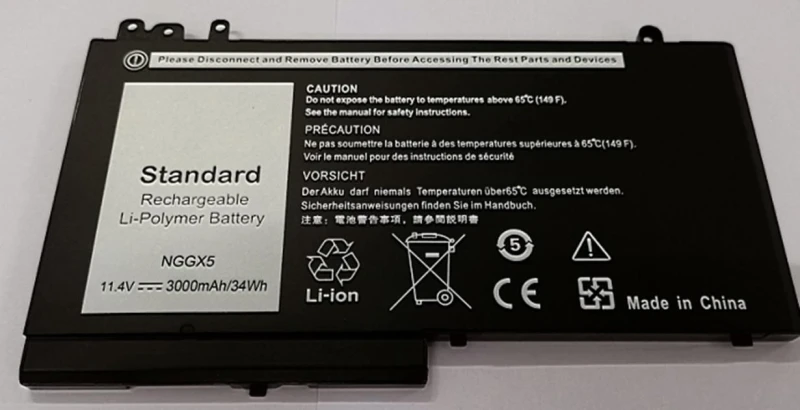 Please Disconnect and Remove Battery Before Accessing The Rest Parts and Devices
Standard
Rechargeable
Li-Polymer Battery
NGGX5
11.4V 3000mAh/34Wh
CAUTION
Do not expose the battery to temperatures above 65℃ (149 F).
See the manual for safety instructions.
PRÉCAUTION
Ne pas soumettre la batterie à des temperatures supérieures à 65℃(149 F).
Voir le manuel pour des instructions de sécurité
VORSICHT
Der Akku darf niemals Temperaturen über65℃ ausgesetzt werden.
Sicherheitsanweisungen finden Sie im Handbuch.
注意: 電池警告事項, 請參閱說明書
Li-ion
5
CE
Made in China